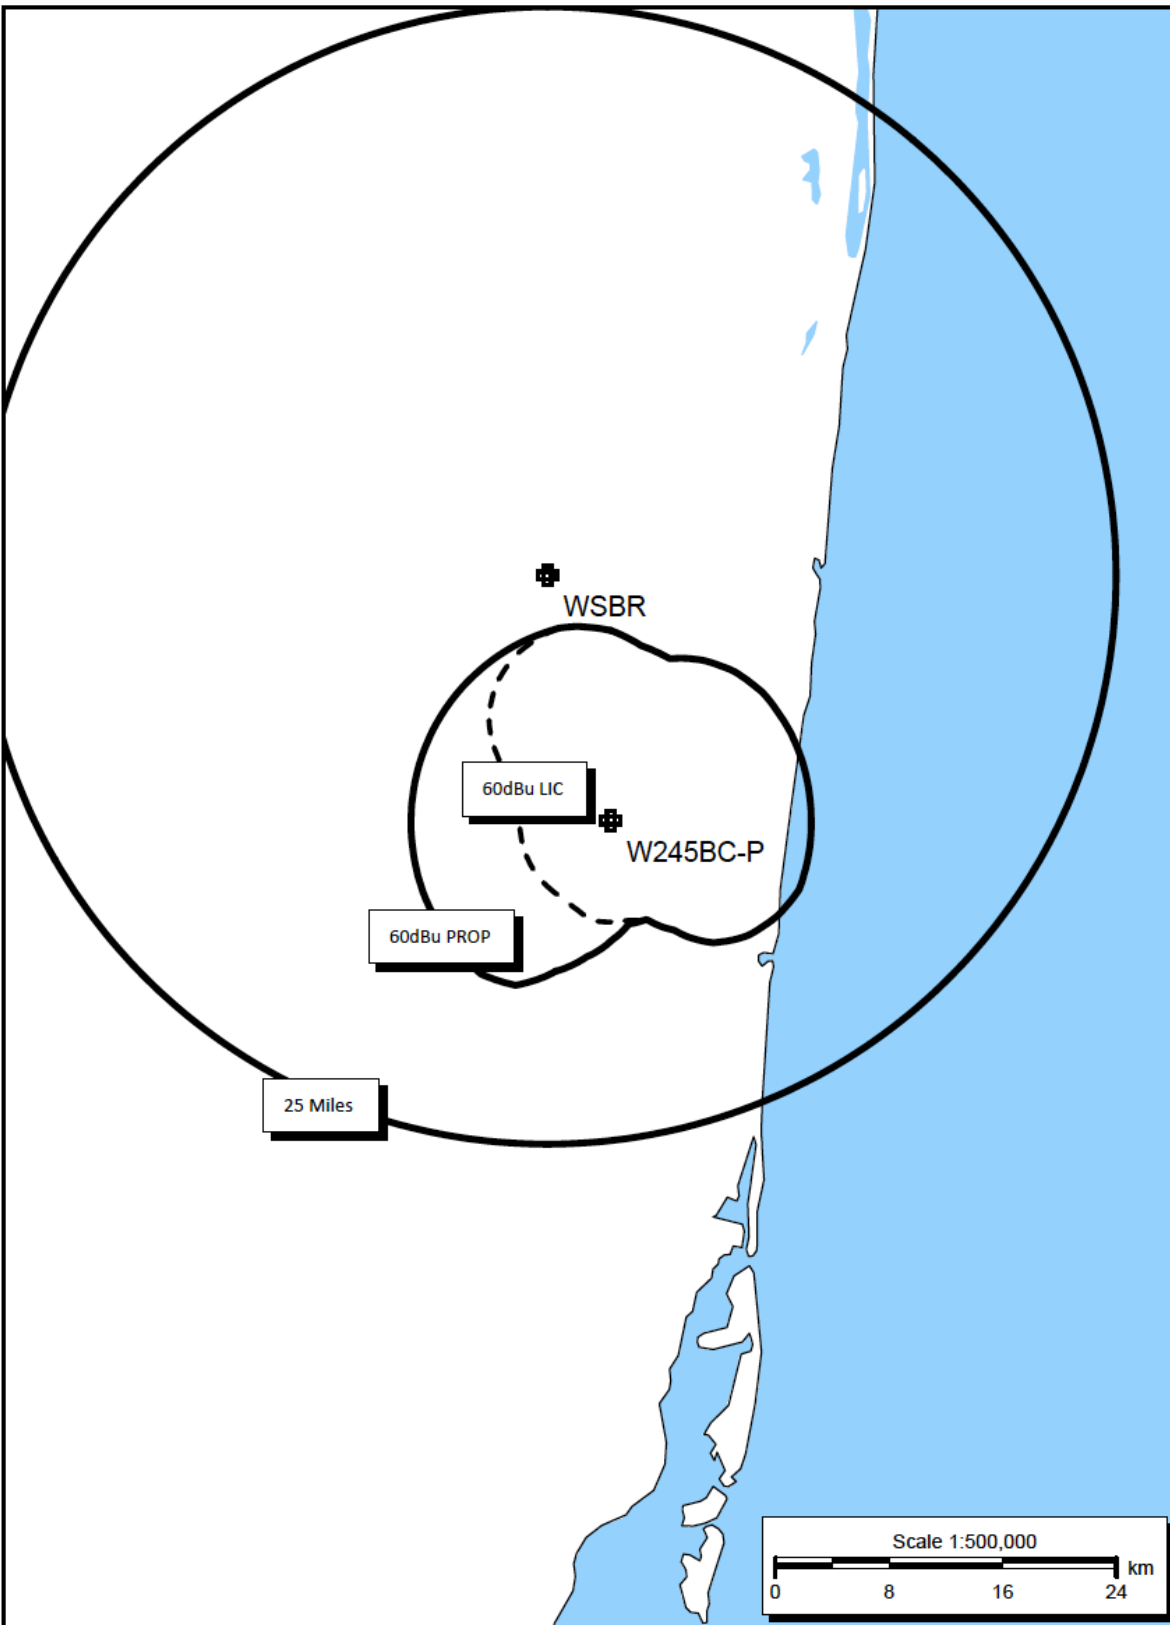 WSBR
60dBu LIC
W245BC-P
60dBu PROP
25 Miles
Scale 1:500,000
km
0 8 16 24